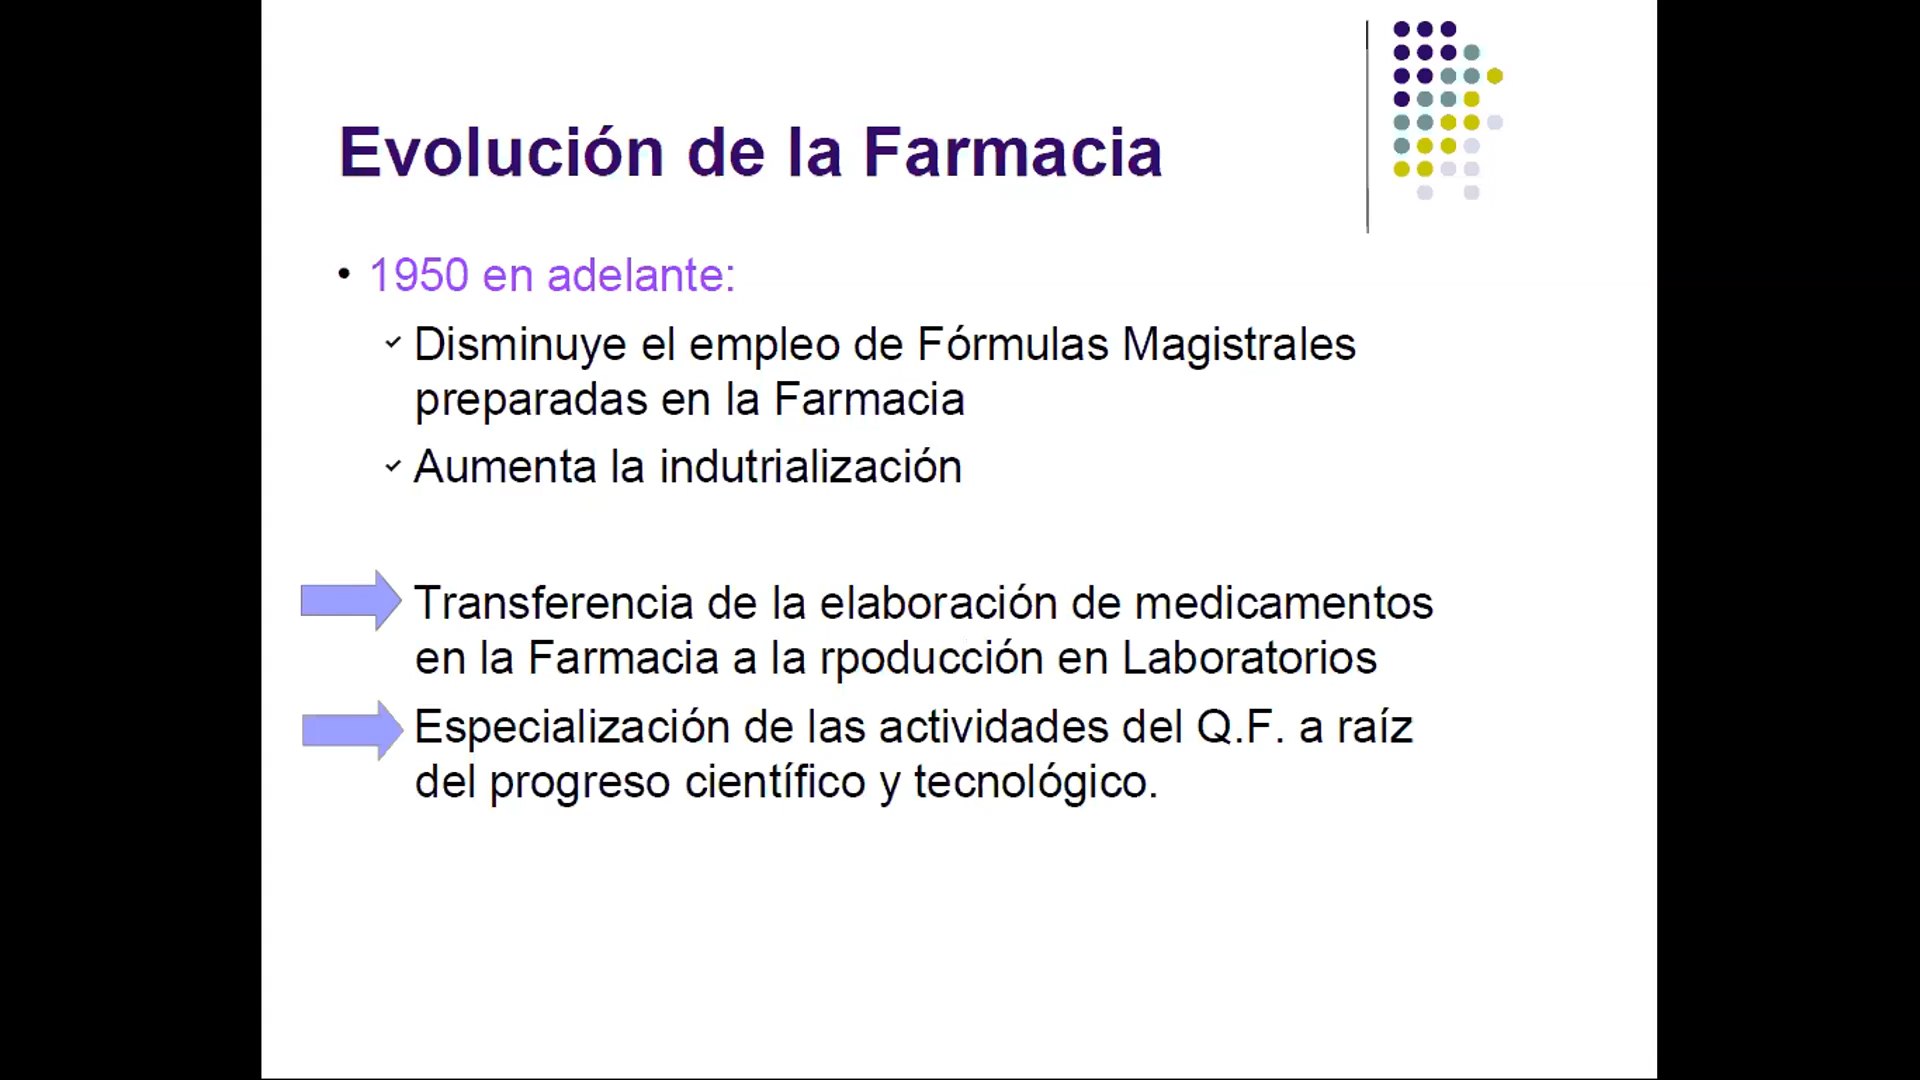 Evolución de la Farmacia
• 1950 en adelante:
✓ Disminuye el empleo de Fórmulas Magistrales
preparadas en la Farmacia
✓ Aumenta la indutrialización
Transferencia de la elaboración de medicamentos
en la Farmacia a la rpoducción en Laboratorios
Especialización de las actividades del Q.F. a raíz
del progreso científico y tecnológico.